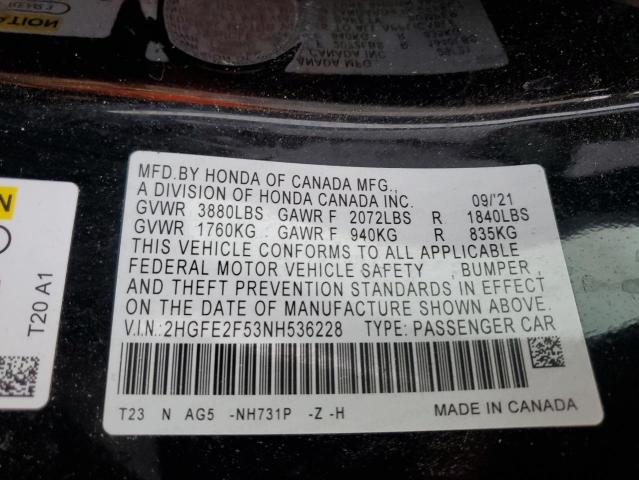 REAR 3
MFD.BY HONDA OF CANADA MFG.,
A DIVISION OF HONDA CANADA INC. 09/'21
GVWR 3880LBS GAWR F 2072LBS R 1840LBS
GVWR 1760KG GAWR F 940KG R 835KG
THIS VEHICLE CONFORMS TO ALL APPLICABLE
FEDERAL MOTOR VEHICLE SAFETY , BUMPER ,
AND THEFT PREVENTION STANDARDS IN EFFECT
ON THE DATE OF MANUFACTURE SHOWN ABOVE.
V.I.N.:2HGFE2F53NH536228 TYPE: PASSENGER CAR
T23 N AG5 -NH731P -Z -H
MADE IN CANADA
T20 A1